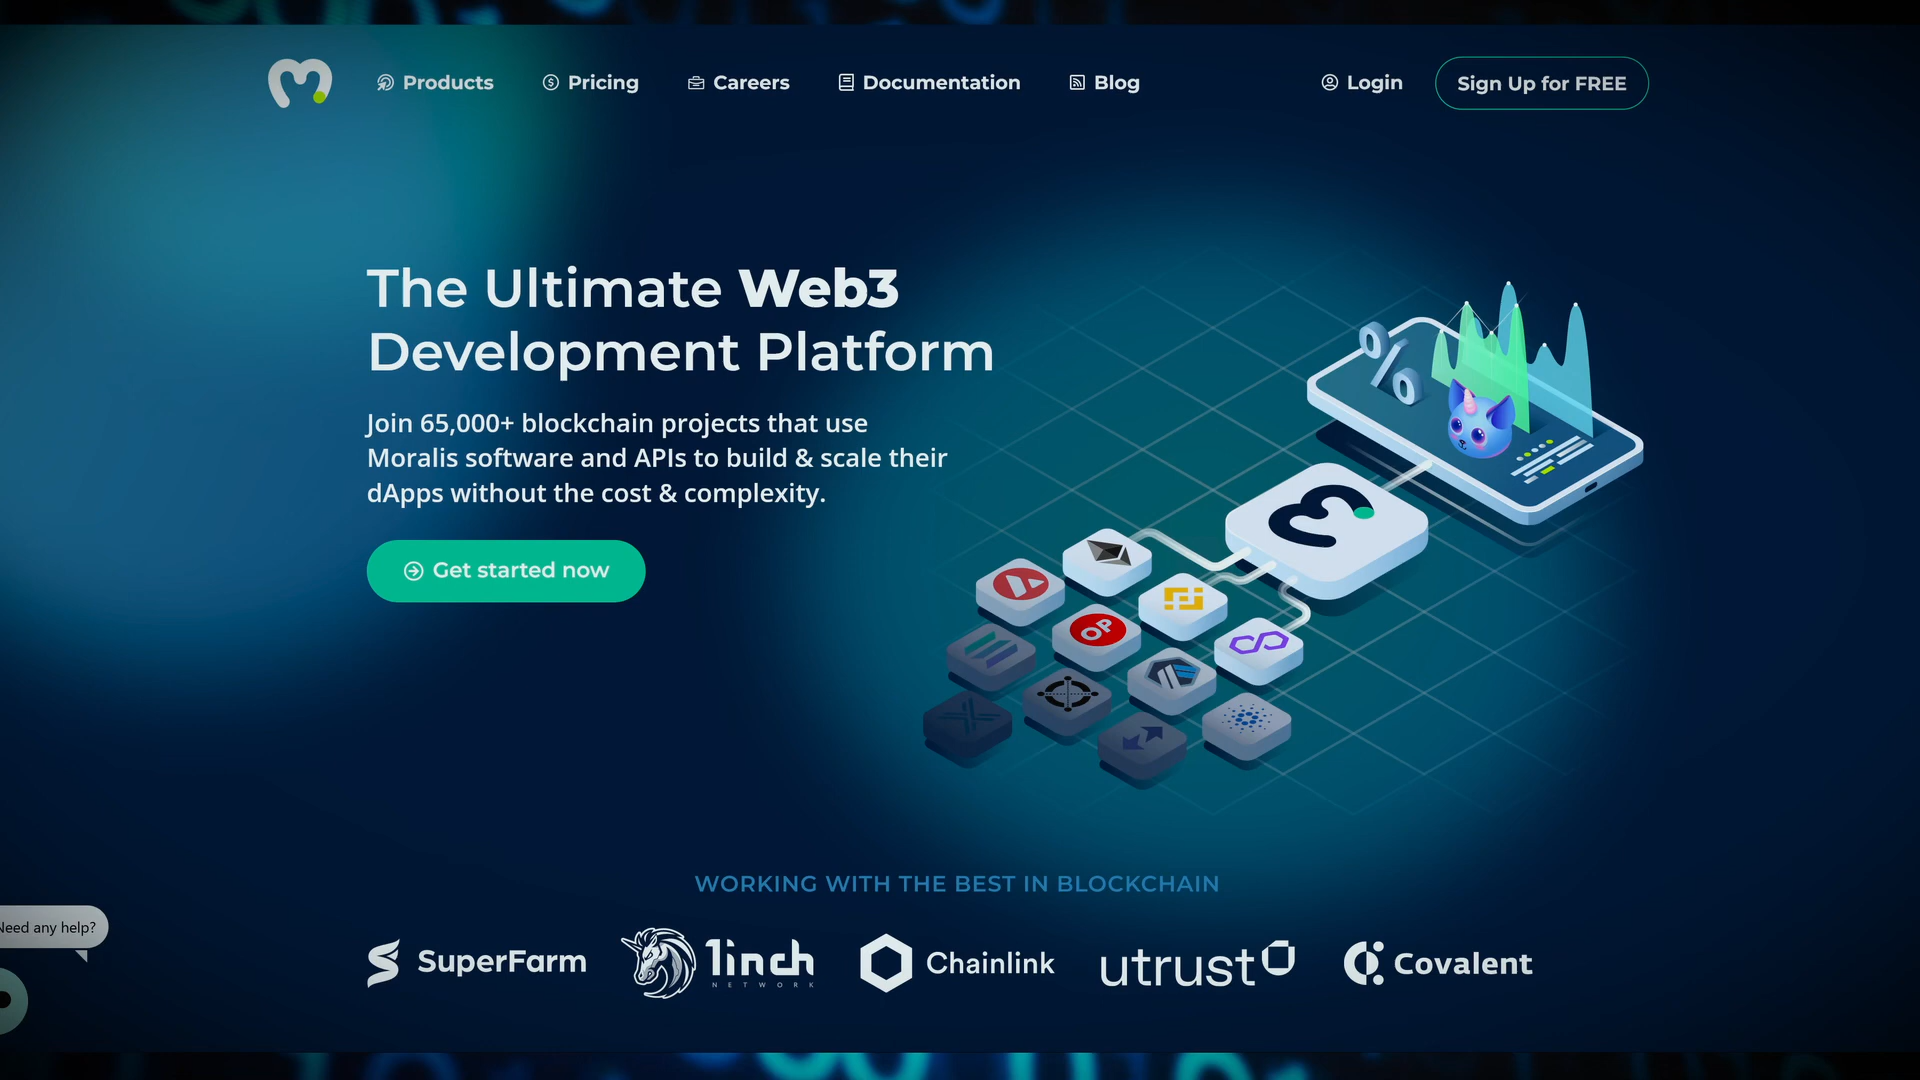 Products
Pricing
Careers
Documentation
Blog
Login
Sign Up for FREE
The Ultimate Web3
Development Platform
Join 65,000+ blockchain projects that use
Moralis software and APIs to build & scale their
dApps without the cost & complexity.
Get started now
%
OP
WORKING WITH THE BEST IN BLOCKCHAIN
Need any help?
SuperFarm
1inch
NETWORK
Chainlink
utrust
Covalent